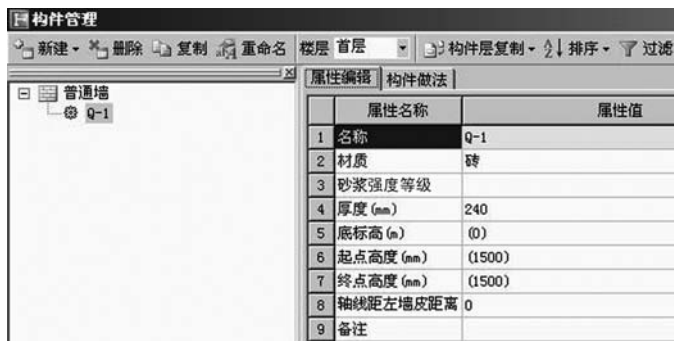 构件管理
新建 删除 复制 重命名 楼层 首层 构件层复制 排序 过滤
普通墙
Q-1
属性编辑 构件做法
属性名称 属性值
1 名称 Q-1
2 材质 砖
3 砂浆强度等级
4 厚度(mm) 240
5 底标高(m) (0)
6 起点高度(mm) (1500)
7 终点高度(mm) (1500)
8 轴线距左墙皮距离 0
9 备注